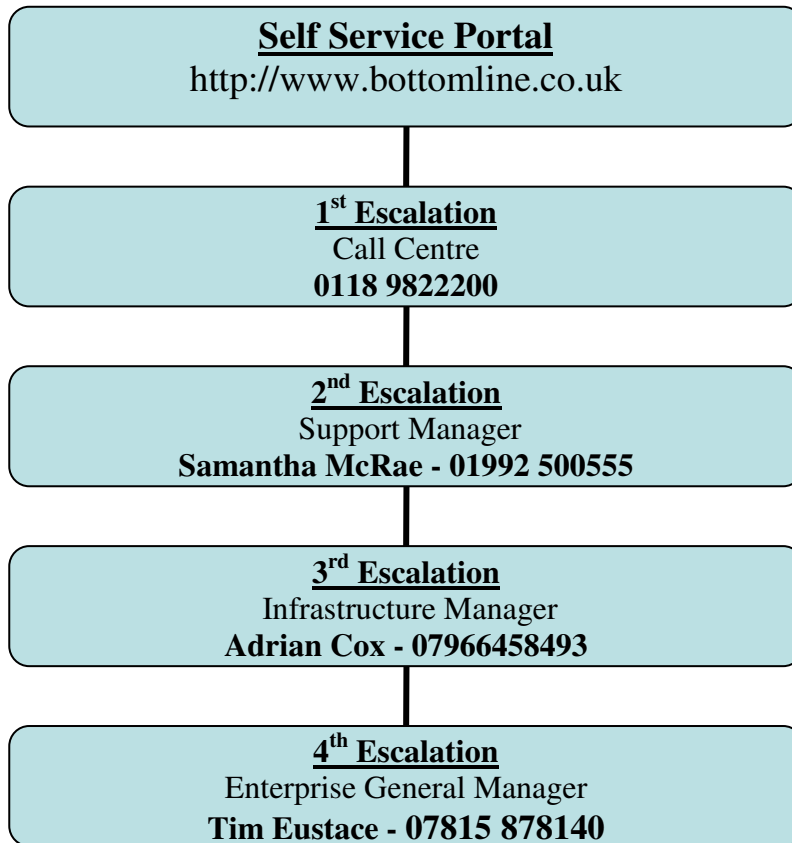 Self Service Portal
http://www.bottomline.co.uk
1st Escalation
Call Centre
0118 9822200
2nd Escalation
Support Manager
Samantha McRae - 01992 500555
3rd Escalation
Infrastructure Manager
Adrian Cox - 07966458493
4th Escalation
Enterprise General Manager
Tim Eustace - 07815 878140